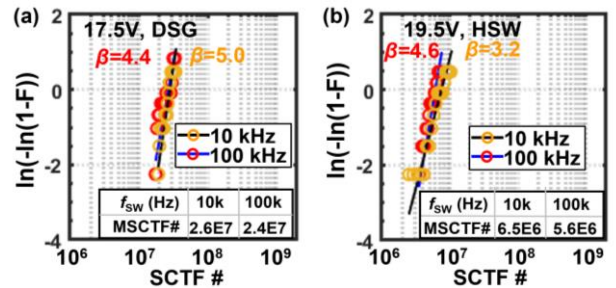 (a)
17.5V, DSG
β=4.4
β=5.0
ln(-ln(1-F))
2
0
-2
-4
10 kHz
100 kHz
fSW (Hz) 10k 100k
MSCTF# 2.6E7 2.4E7
10^6 10^7 10^8 10^9
SCTF #
(b)
19.5V, HSW
β=4.6
β=3.2
ln(-ln(1-F))
2
0
-2
-4
10 kHz
100 kHz
fSW (Hz) 10k 100k
MSCTF# 6.5E6 5.6E6
10^6 10^7 10^8 10^9
SCTF #